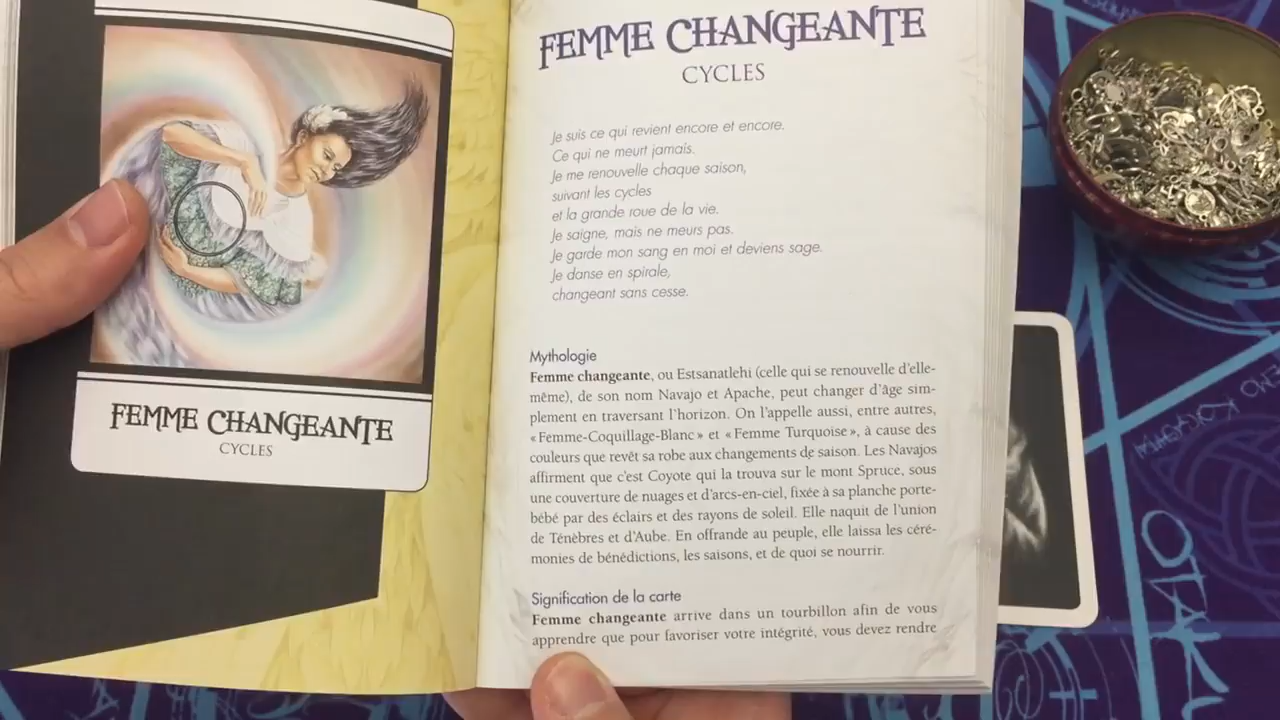 FEMME CHANGEANTE
CYCLES
FEMME CHANGEANTE
CYCLES
Je suis ce qui revient encore et encore.
Ce qui ne meurt jamais.
Je me renouvelle chaque saison,
suivant les cycles
et la grande roue de la vie.
Je saigne, mais ne meurs pas.
Je garde mon sang en moi et deviens sage.
Je danse en spirale,
changeant sans cesse.
Mythologie
Femme changeante, ou Estsanatlehi (celle qui se renouvelle d'elle-
même), de son nom Navajo et Apache, peut changer d'âge sim-
plement en traversant l'horizon. On l'appelle aussi, entre autres,
«Femme-Coquillage-Blanc» et «Femme Turquoise», à cause des
couleurs que revêt sa robe aux changements de saison. Les Navajos
affirment que c'est Coyote qui la trouva sur le mont Spruce, sous
une couverture de nuages et d'arcs-en-ciel, fixée à sa planche porte-
bébé par des éclairs et des rayons de soleil. Elle naquit de l'union
de Ténèbres et d'Aube. En offrande au peuple, elle laissa les céré-
monies de bénédictions, les saisons, et de quoi se nourrir.
Signification de la carte
Femme changeante arrive dans un tourbillon afin de vous
apprendre que pour favoriser votre intégrité, vous devez rendre
OTAKU